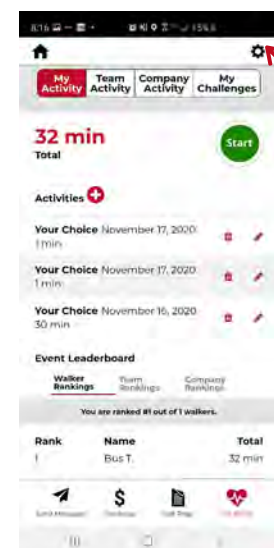 8:16
15%
My Activity
Team Activity
Company Activity
My Challenges
32 min
Total
Start
Activities
Your Choice November 17, 2020
1 min
Your Choice November 17, 2020
1 min
Your Choice November 16, 2020
30 min
Event Leaderboard
Walker Rankings
Team Rankings
Company Rankings
You are ranked #1 out of 1 walkers.
Rank Name Total
1 Bus T. 32 min